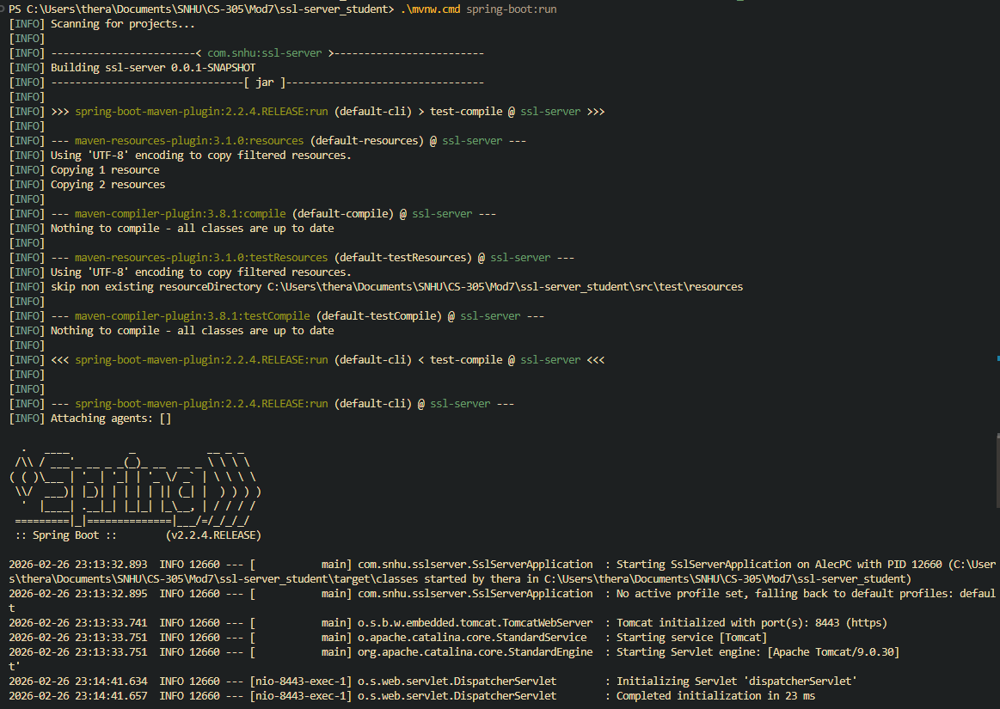 PS C:\Users\thera\Documents\SNHU\CS-305\Mod7\ssl-server_student> .\mvnw.cmd spring-boot:run
[INFO] Scanning for projects...
[INFO]
[INFO] ------------------------< com.snhu:ssl-server >-------------------------
[INFO] Building ssl-server 0.0.1-SNAPSHOT
[INFO] --------------------------------[ jar ]---------------------------------
[INFO]
[INFO] >>> spring-boot-maven-plugin:2.2.4.RELEASE:run (default-cli) > test-compile @ ssl-server >>>
[INFO]
[INFO] --- maven-resources-plugin:3.1.0:resources (default-resources) @ ssl-server ---
[INFO] Using 'UTF-8' encoding to copy filtered resources.
[INFO] Copying 1 resource
[INFO] Copying 2 resources
[INFO]
[INFO] --- maven-compiler-plugin:3.8.1:compile (default-compile) @ ssl-server ---
[INFO] Nothing to compile - all classes are up to date
[INFO]
[INFO] --- maven-resources-plugin:3.1.0:testResources (default-testResources) @ ssl-server ---
[INFO] Using 'UTF-8' encoding to copy filtered resources.
[INFO] skip non existing resourceDirectory C:\Users\thera\Documents\SNHU\CS-305\Mod7\ssl-server_student\src\test\resources
[INFO]
[INFO] --- maven-compiler-plugin:3.8.1:testCompile (default-testCompile) @ ssl-server ---
[INFO] Nothing to compile - all classes are up to date
[INFO]
[INFO] <<< spring-boot-maven-plugin:2.2.4.RELEASE:run (default-cli) < test-compile @ ssl-server <<<
[INFO]
[INFO]
[INFO] --- spring-boot-maven-plugin:2.2.4.RELEASE:run (default-cli) @ ssl-server ---
[INFO] Attaching agents: []

  .   ____          _            __ _ _
 /\\ / ___'_ __ _ _(_)_ __  __ _ \ \ \ \
( ( )\___ | '_ | '_| | '_ \/ _` | \ \ \ \
 \\/  ___)| |_)| | | | | || (_| |  ) ) ) )
  '  |____| .__|_| |_|_| |_\__, | / / / /
 =========|_|==============|___/=/_/_/_/
 :: Spring Boot ::        (v2.2.4.RELEASE)

2026-02-26 23:13:32.893  INFO 12660 --- [           main] com.snhu.sslserver.SslServerApplication  : Starting SslServerApplication on AlecPC with PID 12660 (C:\User
s\thera\Documents\SNHU\CS-305\Mod7\ssl-server_student\target\classes started by thera in C:\Users\thera\Documents\SNHU\CS-305\Mod7\ssl-server_student)
2026-02-26 23:13:32.895  INFO 12660 --- [           main] com.snhu.sslserver.SslServerApplication  : No active profile set, falling back to default profiles: defaul
t
2026-02-26 23:13:33.741  INFO 12660 --- [           main] o.s.b.w.embedded.tomcat.TomcatWebServer  : Tomcat initialized with port(s): 8443 (https)
2026-02-26 23:13:33.751  INFO 12660 --- [           main] o.apache.catalina.core.StandardService   : Starting service [Tomcat]
2026-02-26 23:13:33.751  INFO 12660 --- [           main] org.apache.catalina.core.StandardEngine  : Starting Servlet engine: [Apache Tomcat/9.0.30]
t'
2026-02-26 23:14:41.634  INFO 12660 --- [nio-8443-exec-1] o.s.web.servlet.DispatcherServlet        : Initializing Servlet 'dispatcherServlet'
2026-02-26 23:14:41.657  INFO 12660 --- [nio-8443-exec-1] o.s.web.servlet.DispatcherServlet        : Completed initialization in 23 ms